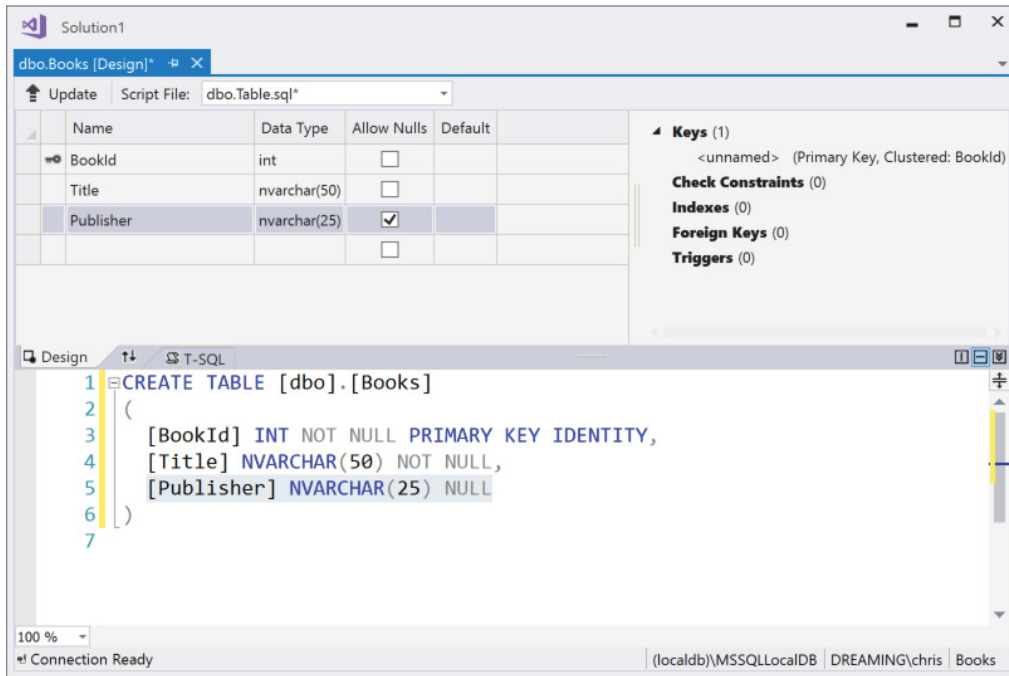 Solution1
dbo.Books [Design]*
Update Script File: dbo.Table.sql*
Name Data Type Allow Nulls Default
BookId int
Title nvarchar(50)
Publisher nvarchar(25)
Keys (1)
<unnamed> (Primary Key, Clustered: BookId)
Check Constraints (0)
Indexes (0)
Foreign Keys (0)
Triggers (0)
Design T-SQL
1 CREATE TABLE [dbo].[Books]
2 (
3 [BookId] INT NOT NULL PRIMARY KEY IDENTITY,
4 [Title] NVARCHAR(50) NOT NULL,
5 [Publisher] NVARCHAR(25) NULL
6 )
7
100 %
Connection Ready (localdb)\MSSQLLocalDB DREAMING\chris Books